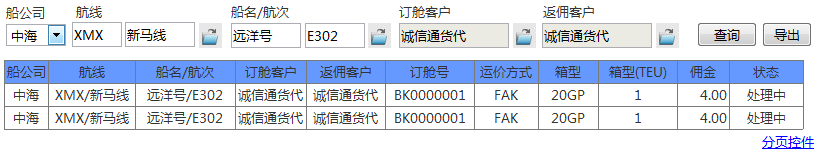 船公司 航线 船名/航次 订舱客户 返佣客户
中海 XMX 新马线 远洋号 E302 诚信通货代 诚信通货代 查询 导出
船公司 航线 船名/航次 订舱客户 返佣客户 订舱号 运价方式 箱型 箱型(TEU) 佣金 状态
中海 XMX/新马线 远洋号/E302 诚信通货代 诚信通货代 BK0000001 FAK 20GP 1 4.00 处理中
中海 XMX/新马线 远洋号/E302 诚信通货代 诚信通货代 BK0000001 FAK 20GP 1 4.00 处理中
分页控件